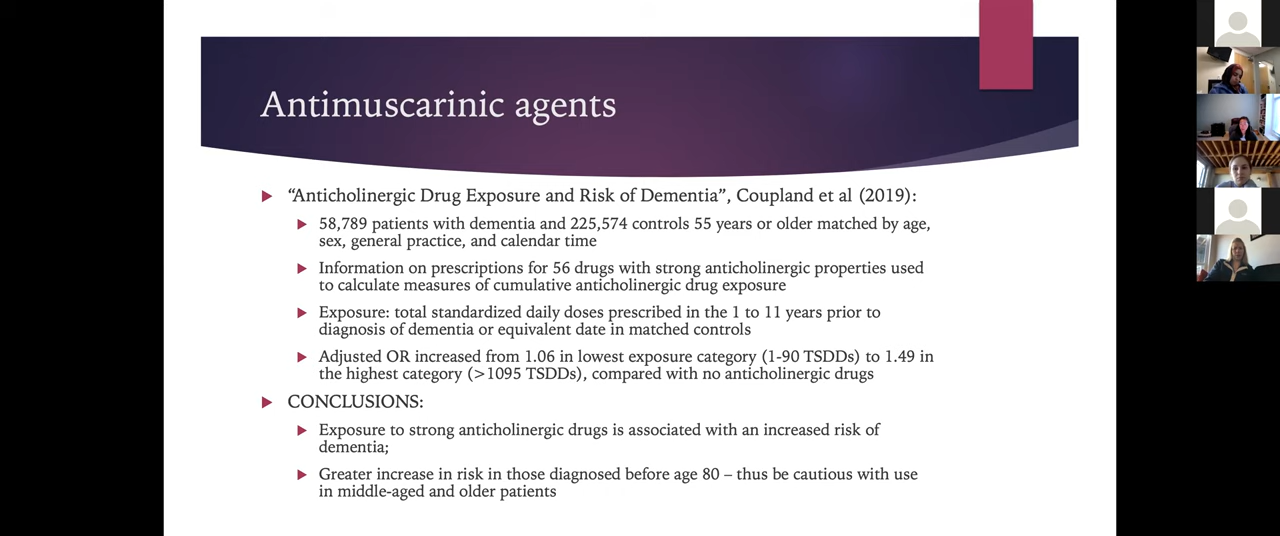 Antimuscarinic agents
“Anticholinergic Drug Exposure and Risk of Dementia”, Coupland et al (2019):
58,789 patients with dementia and 225,574 controls 55 years or older matched by age,
sex, general practice, and calendar time
Information on prescriptions for 56 drugs with strong anticholinergic properties used
to calculate measures of cumulative anticholinergic drug exposure
Exposure: total standardized daily doses prescribed in the 1 to 11 years prior to
diagnosis of dementia or equivalent date in matched controls
Adjusted OR increased from 1.06 in lowest exposure category (1-90 TSDDs) to 1.49 in
the highest category (>1095 TSDDs), compared with no anticholinergic drugs
CONCLUSIONS:
Exposure to strong anticholinergic drugs is associated with an increased risk of
dementia;
Greater increase in risk in those diagnosed before age 80 – thus be cautious with use
in middle-aged and older patients